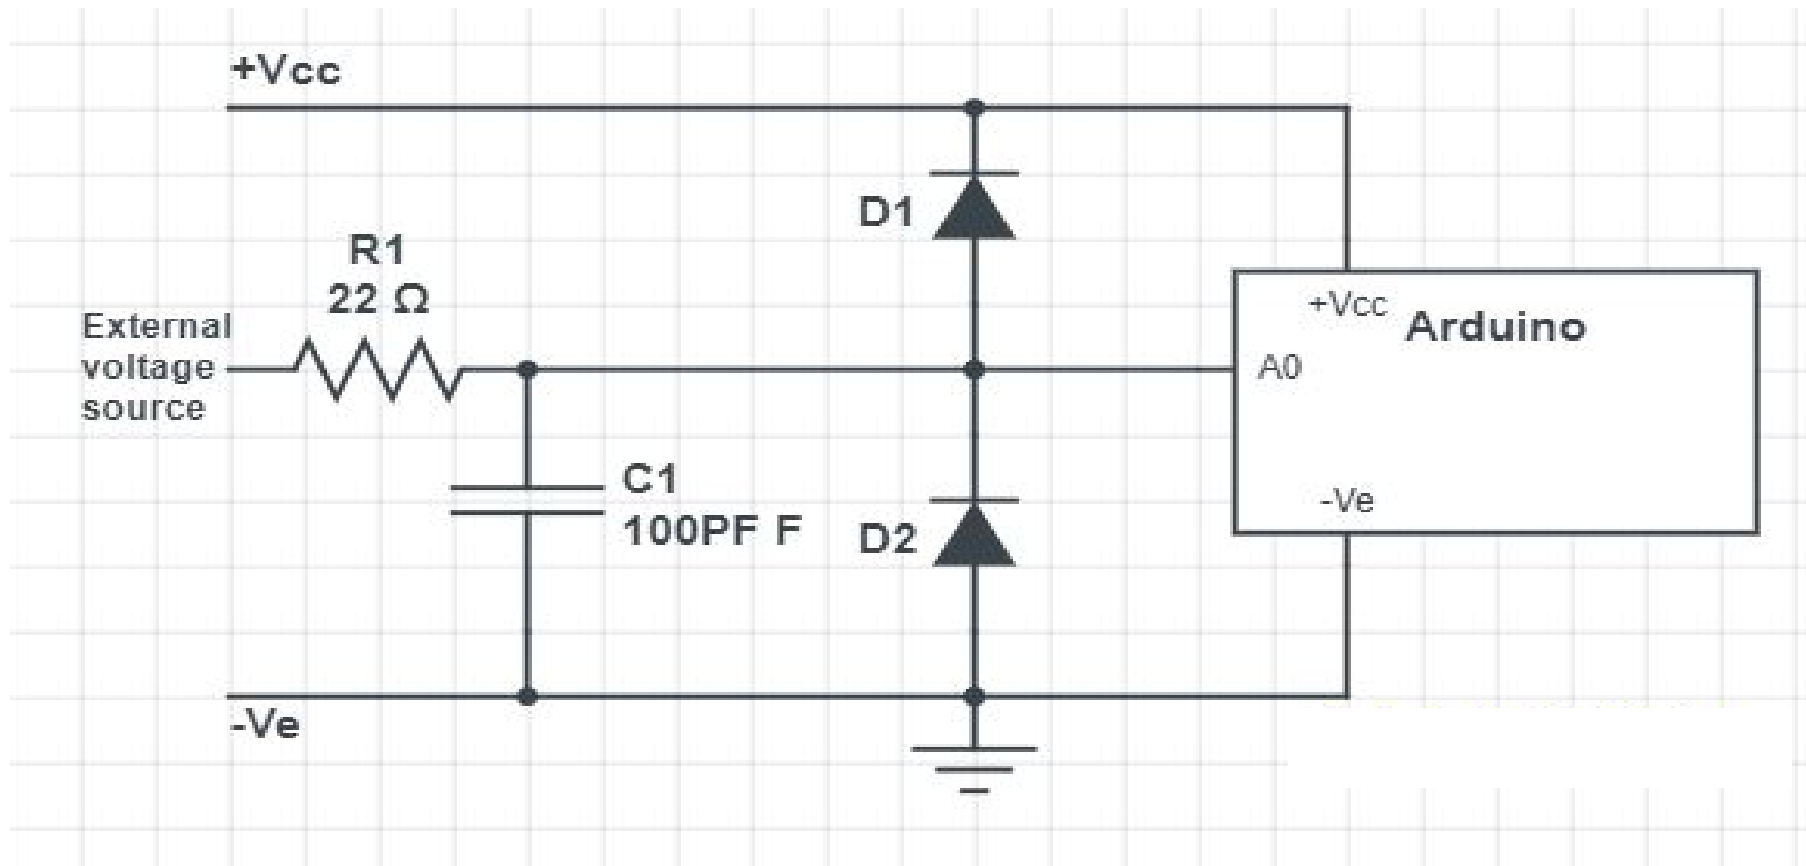 +Vcc
D1
R1
22 Ω
External
voltage
source
+Vcc
Arduino
A0
C1
100PF F
D2
-Ve
-Ve